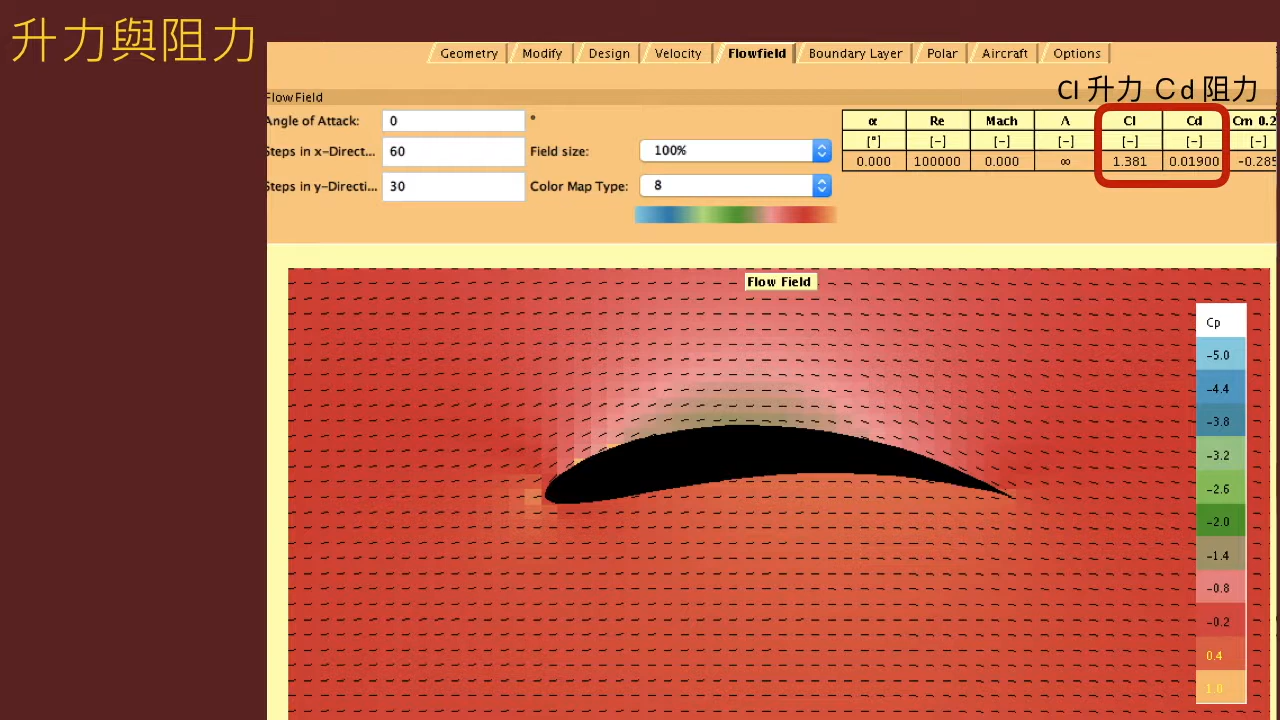 升力與阻力
Geometry Modify Design Velocity Flowfield Boundary Layer Polar Aircraft Options
Cl 升力 Cd 阻力
FlowField
Angle of Attack: 0 °
Steps in x-Direct... 60 Field size: 100%
Steps in y-Directi... 30 Color Map Type: 8
α Re Mach Λ Cl Cd Cm 0.2
[°] [-] [-] [-] [-] [-] [-]
0.000 100000 0.000 ∞ 1.381 0.01900 -0.285
Flow Field
Cp
-5.0
-4.4
-3.8
-3.2
-2.6
-2.0
-1.4
-0.8
-0.2
0.4
1.0